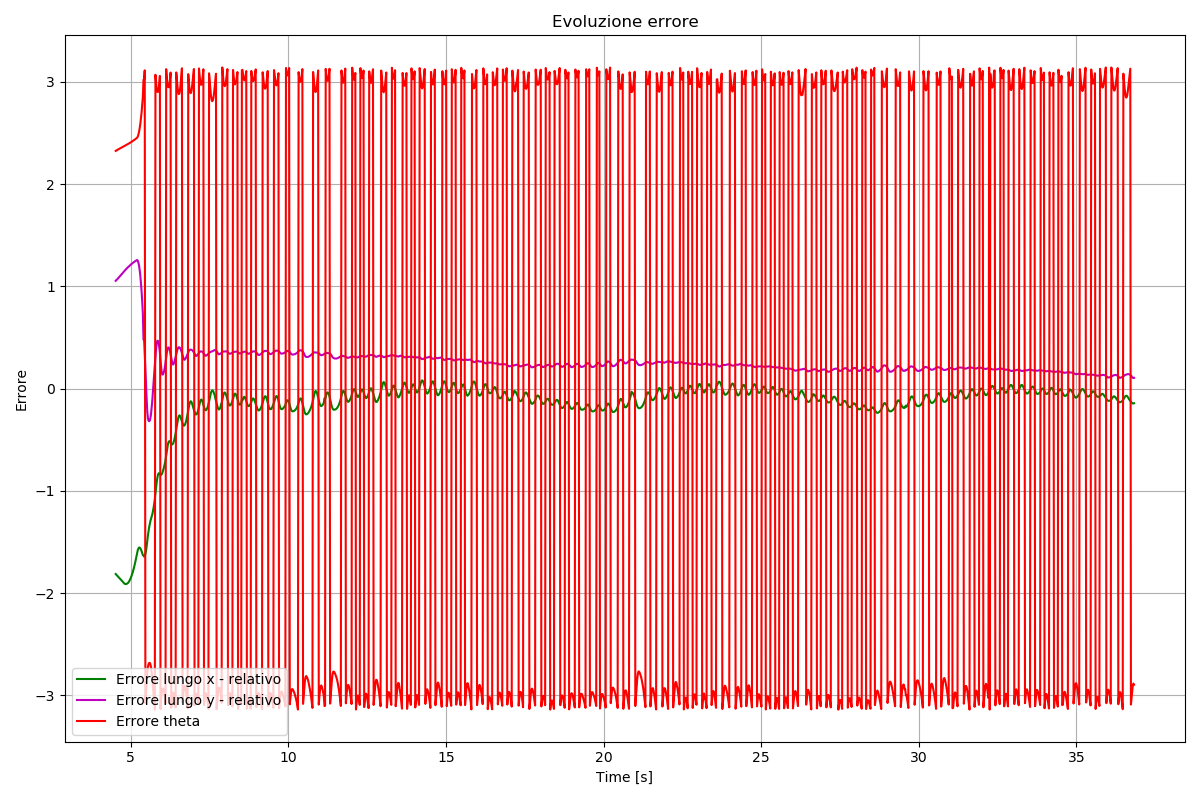 Evoluzione errore
Errore
3
2
1
0
−1
−2
−3
Errore lungo x - relativo
Errore lungo y - relativo
Errore theta
5
10
15
20
25
30
35
Time [s]